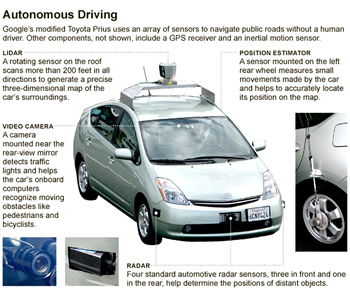 Autonomous Driving
Google's modified Toyota Prius uses an array of sensors to navigate public roads without a human
driver. Other components, not shown, include a GPS receiver and an inertial motion sensor.
LIDAR
A rotating sensor on the roof
scans more than 200 feet in all
directions to generate a precise
three-dimensional map of the
car's surroundings.
POSITION ESTIMATOR
A sensor mounted on the left
rear wheel measures small
movements made by the car
and helps to accurately locate
its position on the map.
VIDEO CAMERA
A camera
mounted near the
rear-view mirror
detects traffic
lights and helps
the car's onboard
computers
recognize moving
obstacles like
pedestrians and
bicyclists.
RADAR
Four standard automotive radar sensors, three in front and one
in the rear, help determine the positions of distant objects.